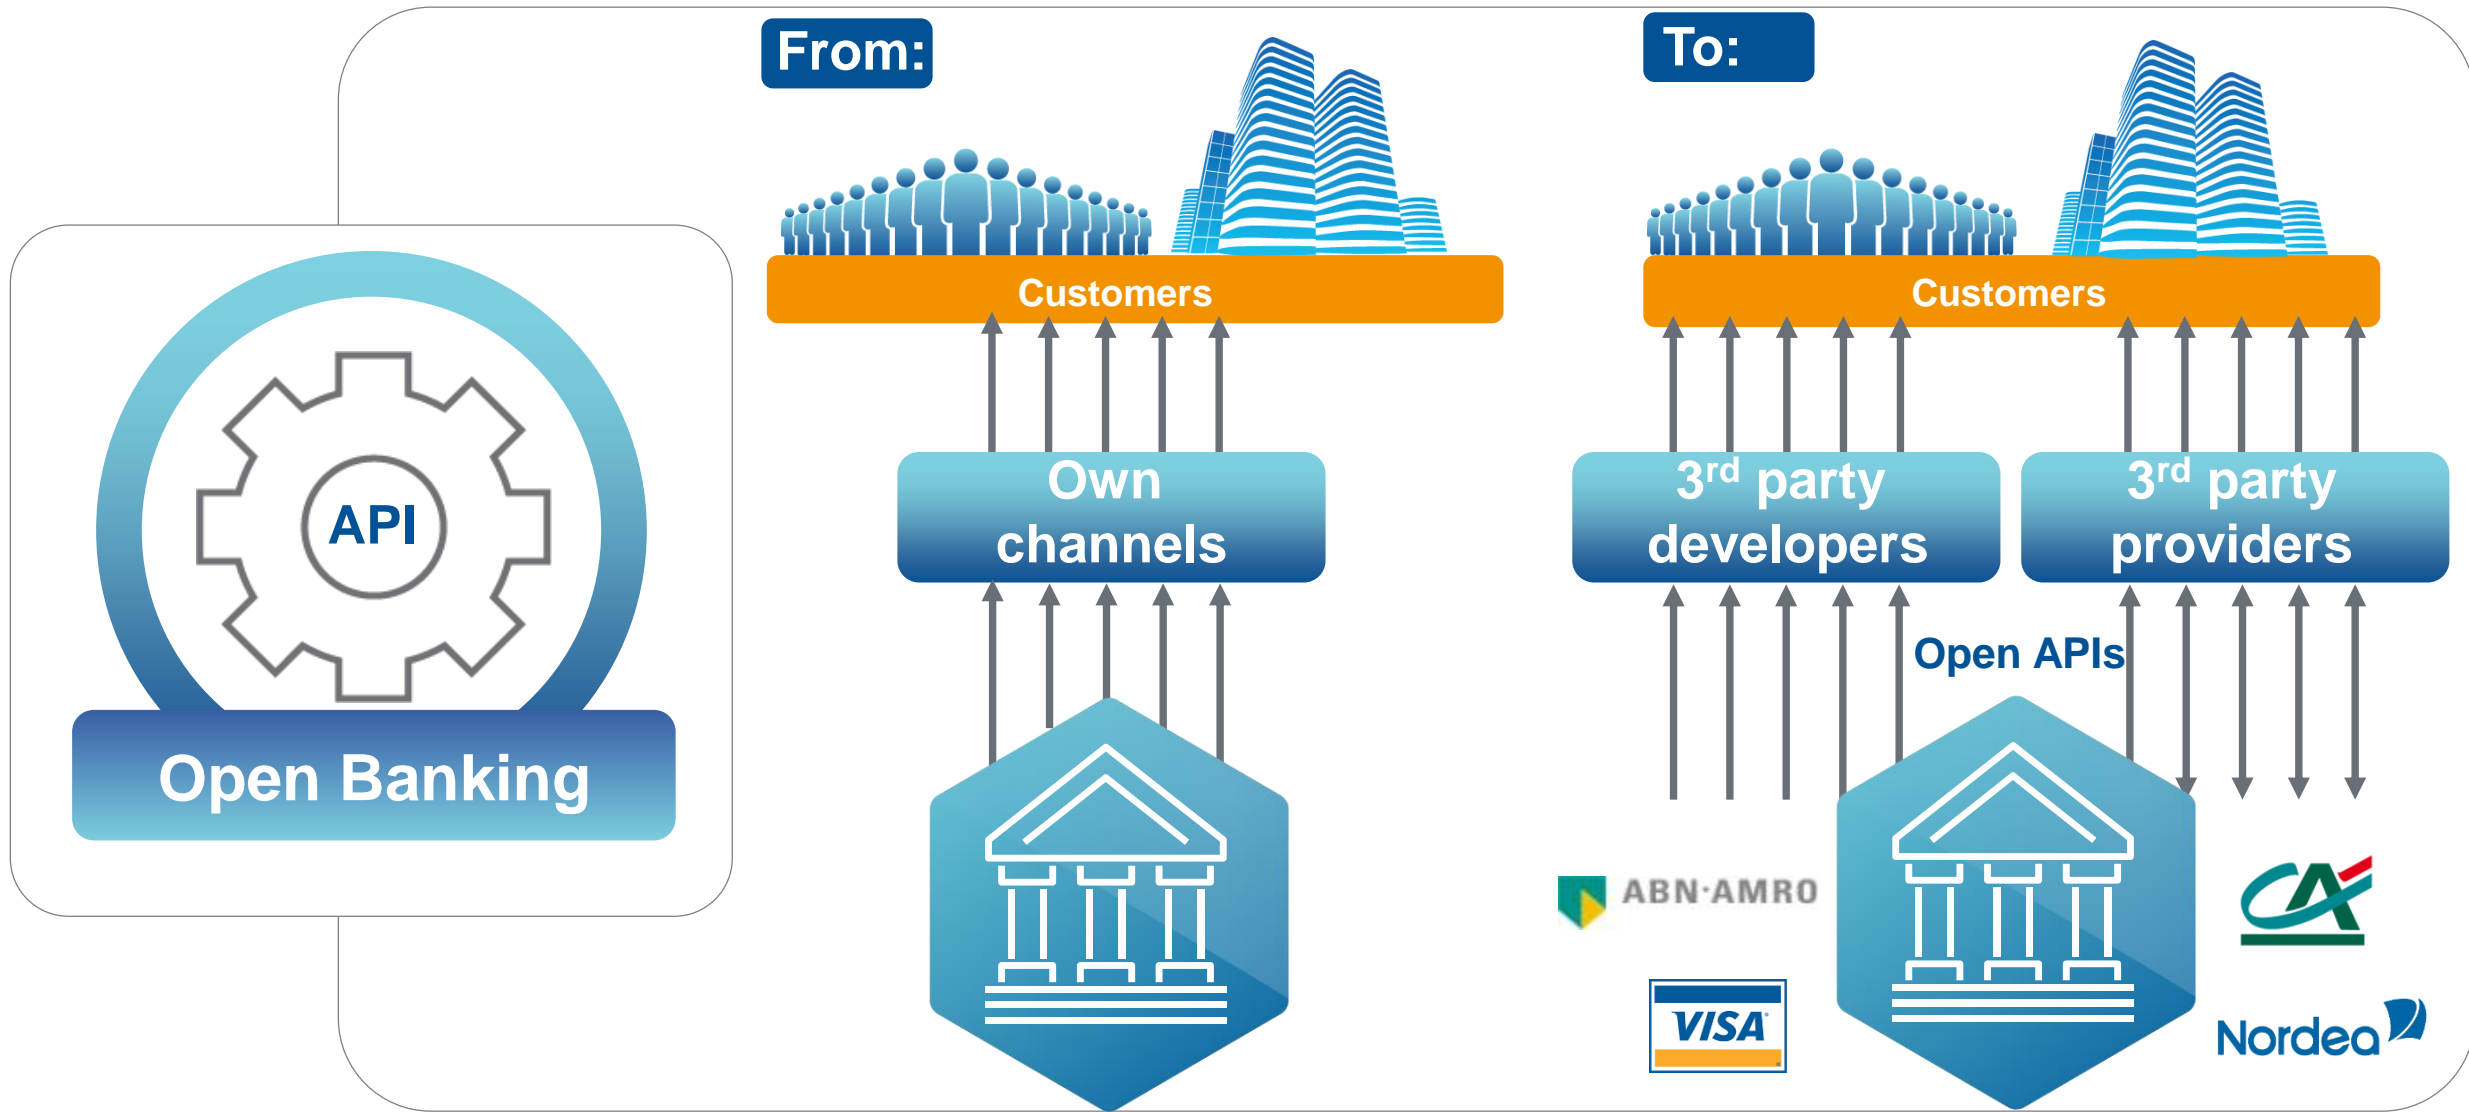 API
Open Banking
From:
Customers
Own
channels
To:
Customers
3rd party
developers
3rd party
providers
Open APIs
ABN·AMRO
VISA
CA
Nordea